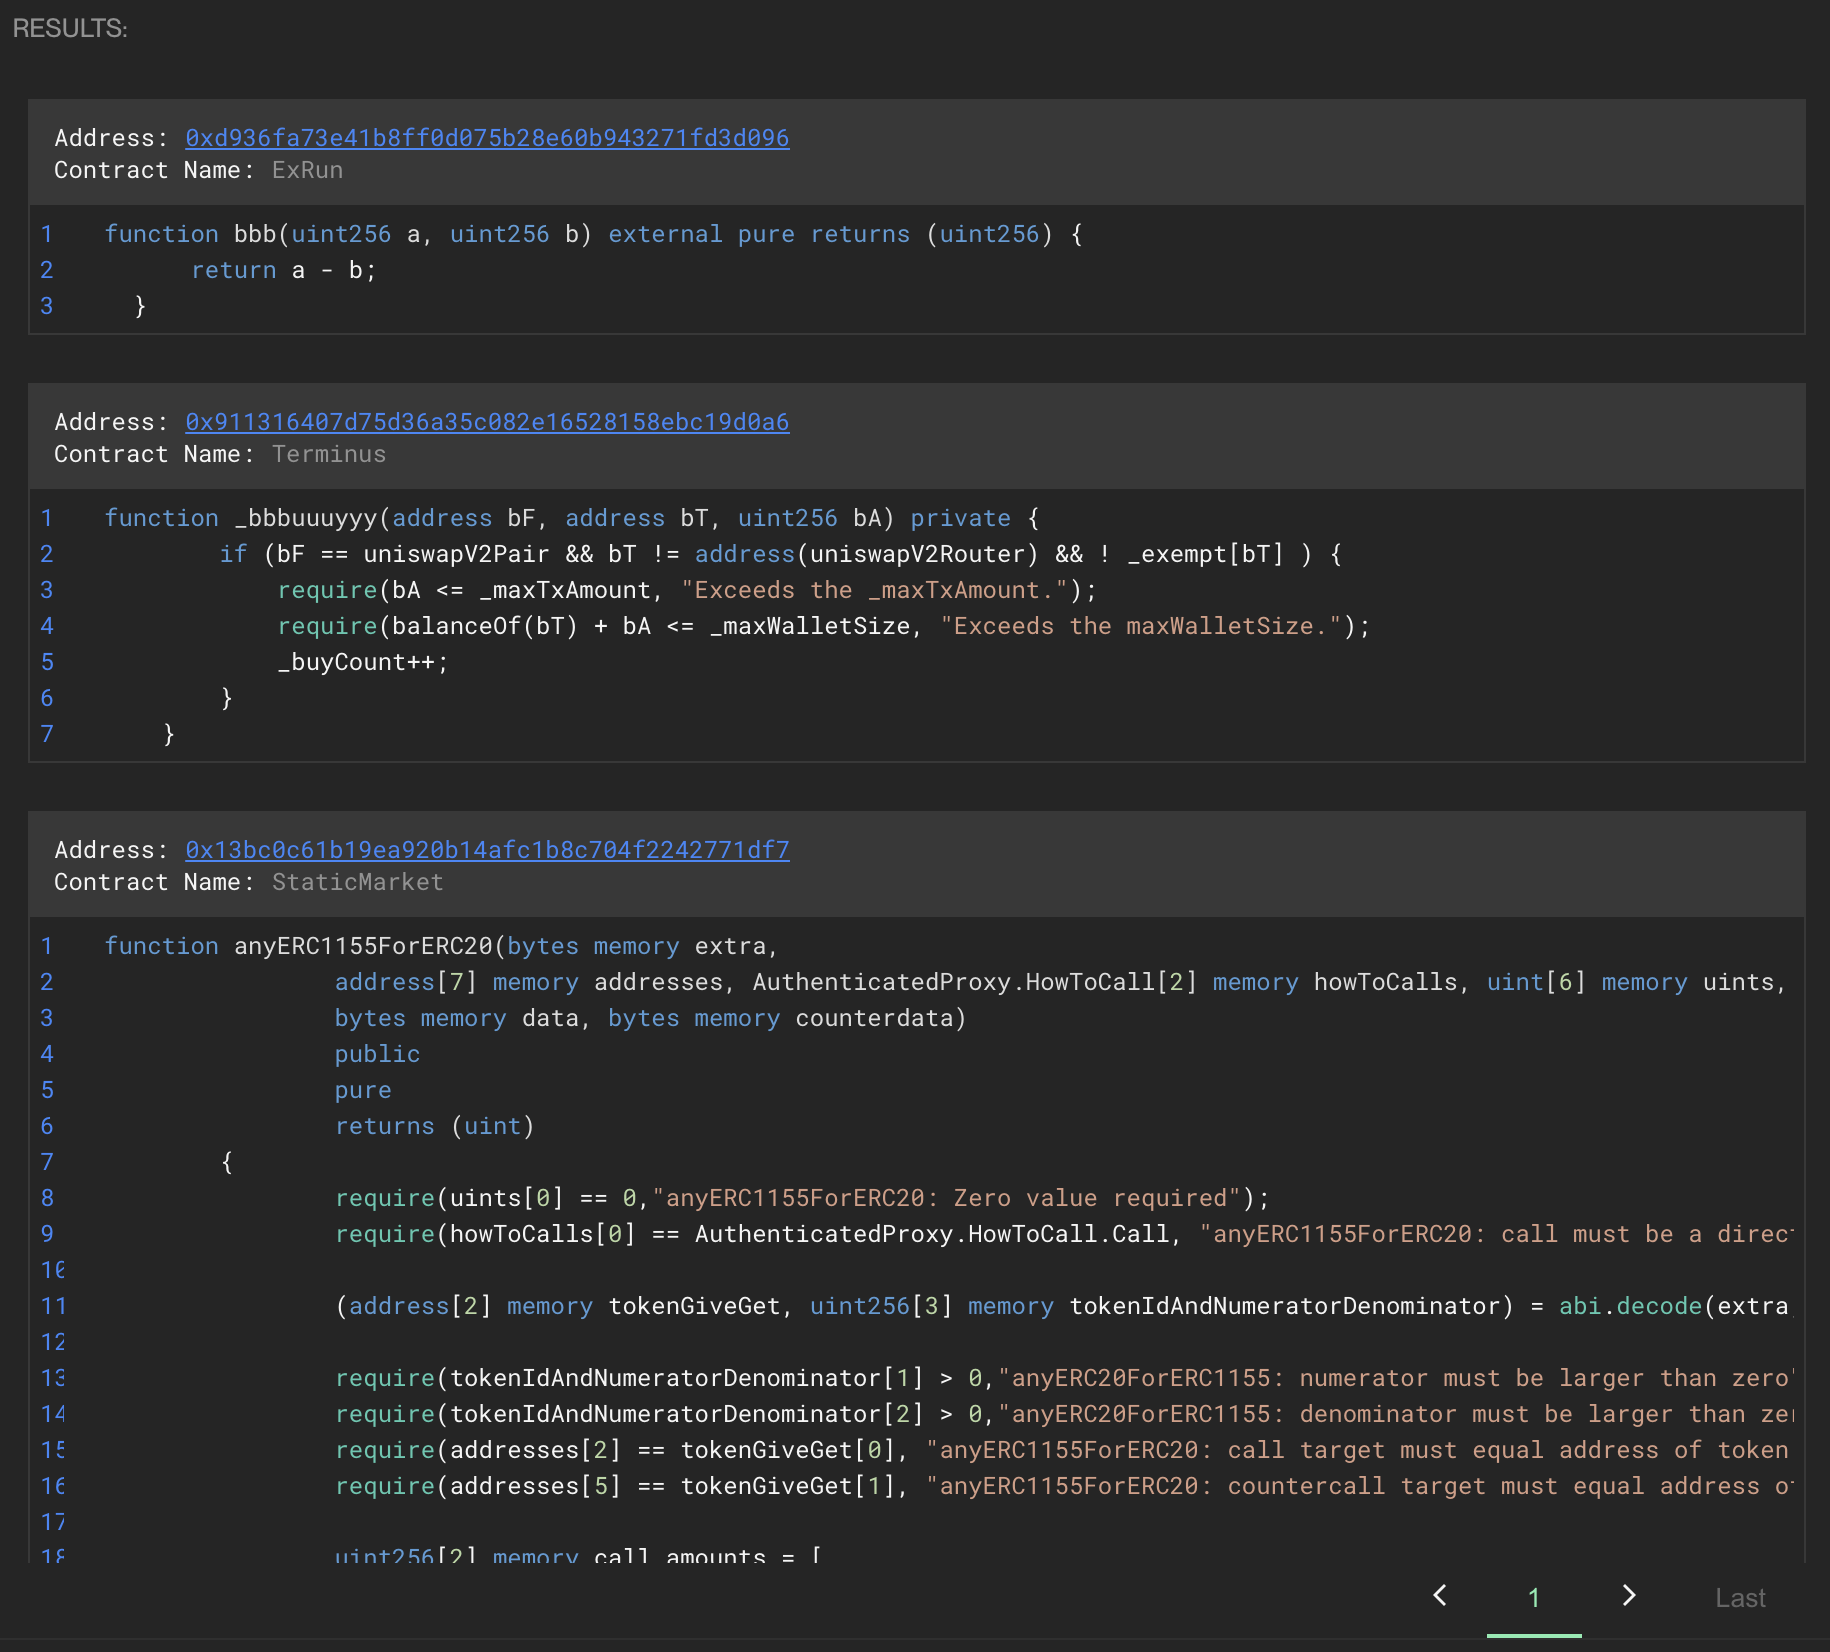 RESULTS:
Address: 0xd936fa73e41b8ff0d075b28e60b943271fd3d096
Contract Name: ExRun
1 function bbb(uint256 a, uint256 b) external pure returns (uint256) {
2 return a - b;
3 }
Address: 0x911316407d75d36a35c082e16528158ebc19d0a6
Contract Name: Terminus
1 function _bbbuuuyyy(address bF, address bT, uint256 bA) private {
2 if (bF == uniswapV2Pair && bT != address(uniswapV2Router) && ! _exempt[bT] ) {
3 require(bA <= _maxTxAmount, "Exceeds the _maxTxAmount.");
4 require(balanceOf(bT) + bA <= _maxWalletSize, "Exceeds the maxWalletSize.");
5 _buyCount++;
6 }
7 }
Address: 0x13bc0c61b19ea920b14afc1b8c704f2242771df7
Contract Name: StaticMarket
1 function anyERC1155ForERC20(bytes memory extra,
2 address[7] memory addresses, AuthenticatedProxy.HowToCall[2] memory howToCalls, uint[6] memory uints,
3 bytes memory data, bytes memory counterdata)
4 public
5 pure
6 returns (uint)
7 {
8 require(uints[0] == 0,"anyERC1155ForERC20: Zero value required");
9 require(howToCalls[0] == AuthenticatedProxy.HowToCall.Call, "anyERC1155ForERC20: call must be a direc
10
11 (address[2] memory tokenGiveGet, uint256[3] memory tokenIdAndNumeratorDenominator) = abi.decode(extra
12
13 require(tokenIdAndNumeratorDenominator[1] > 0,"anyERC20ForERC1155: numerator must be larger than zero"
14 require(tokenIdAndNumeratorDenominator[2] > 0,"anyERC20ForERC1155: denominator must be larger than ze
15 require(addresses[2] == tokenGiveGet[0], "anyERC1155ForERC20: call target must equal address of token
16 require(addresses[5] == tokenGiveGet[1], "anyERC1155ForERC20: countercall target must equal address o
17
18 uint256[2] memory call_amounts = [
1 Last